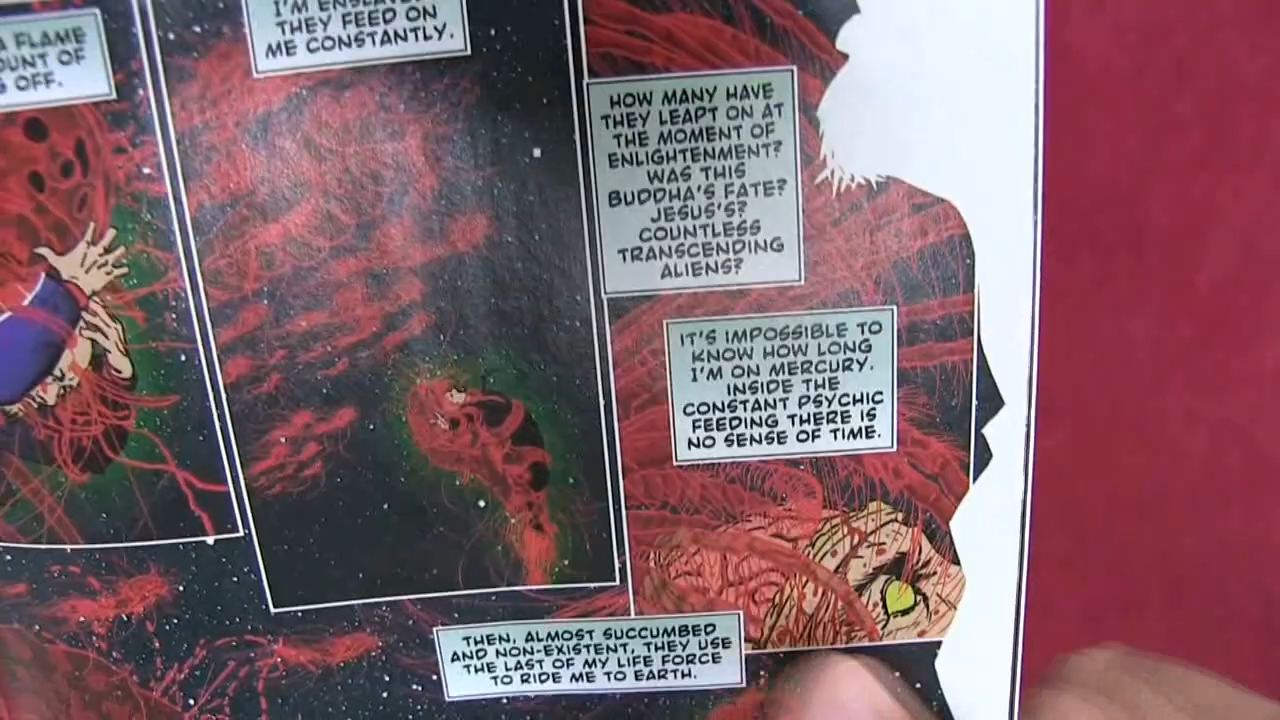 A FLAME
OUNT OF
OFF.
I'M
THEY FEED ON
ME CONSTANTLY.
HOW MANY HAVE
THEY LEAPT ON AT
THE MOMENT OF
ENLIGHTENMENT?
WAS THIS
BUDDHA'S FATE?
JESUS'S?
COUNTLESS
TRANSCENDING
ALIENS?
IT'S IMPOSSIBLE TO
KNOW HOW LONG
I'M ON MERCURY.
INSIDE THE
CONSTANT PSYCHIC
FEEDING THERE IS
NO SENSE OF TIME.
THEN, ALMOST SUCCUMBED
AND NON-EXISTENT, THEY USE
THE LAST OF MY LIFE FORCE
TO RIDE ME TO EARTH.